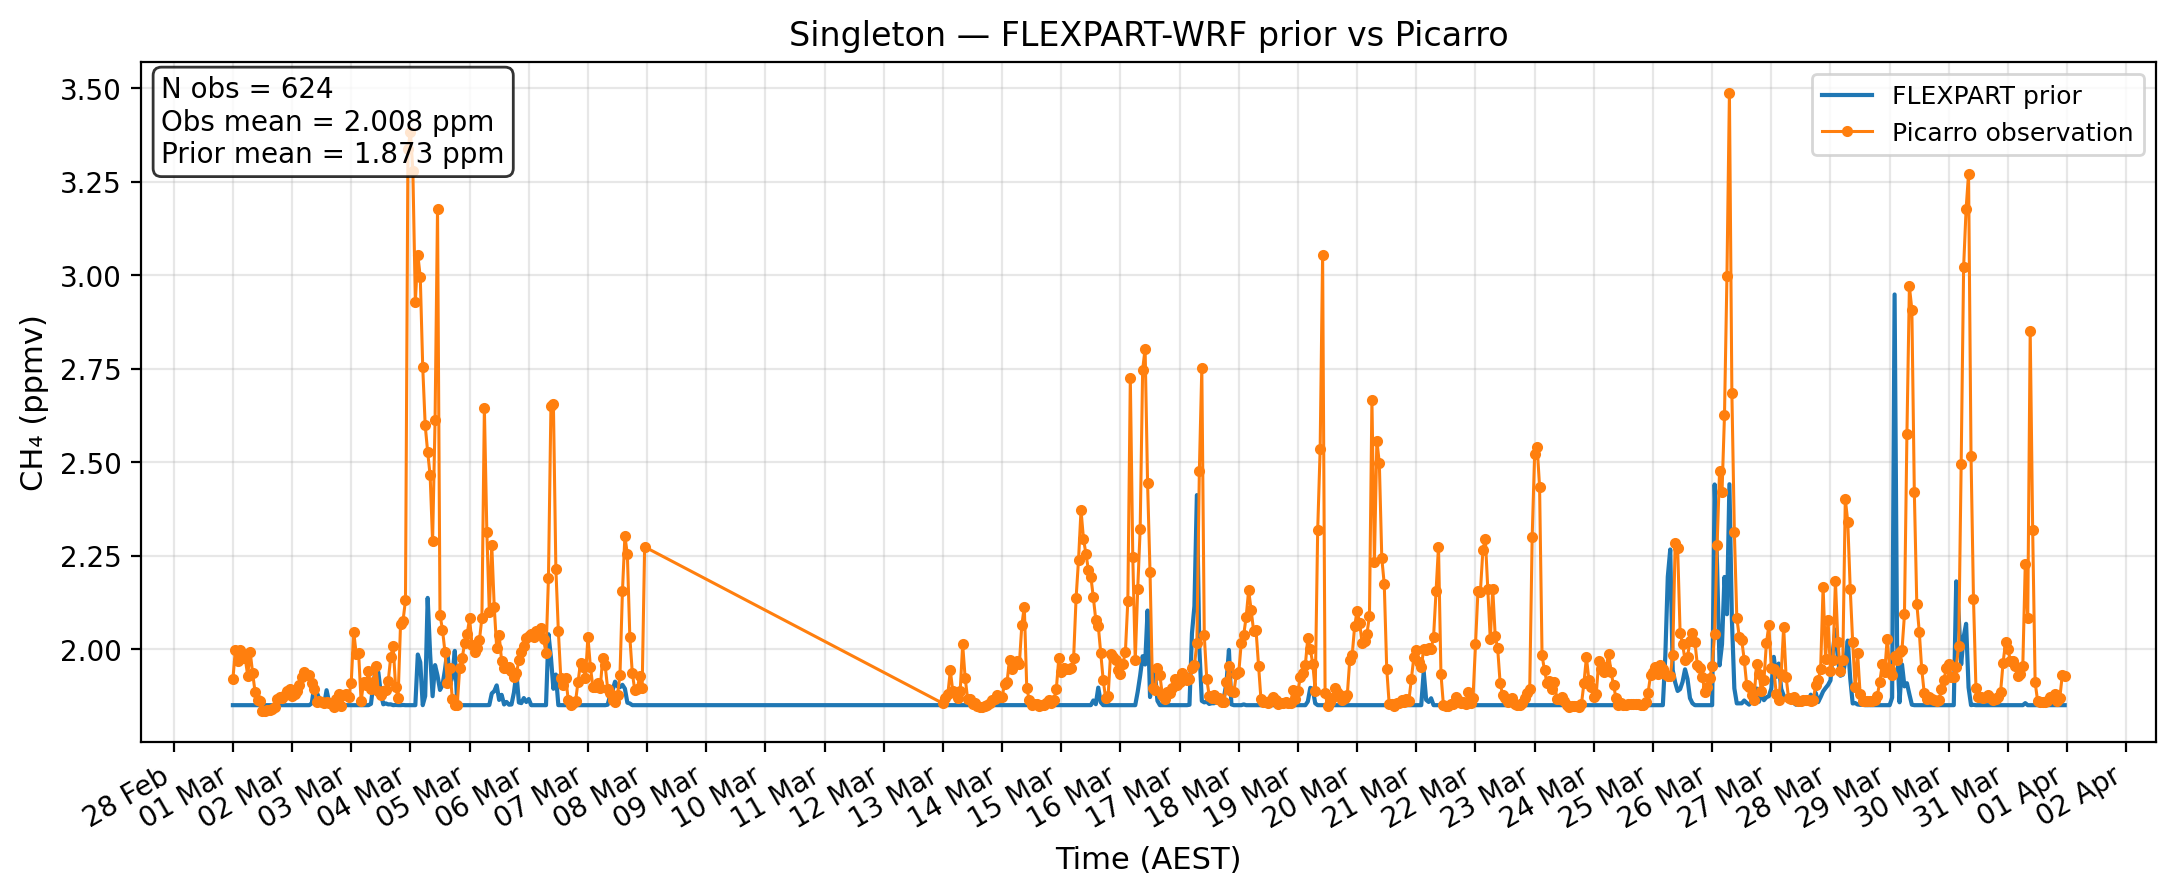 Singleton — FLEXPART-WRF prior vs Picarro
N obs = 624
Obs mean = 2.008 ppm
Prior mean = 1.873 ppm
FLEXPART prior
Picarro observation
CH₄ (ppmv)
3.50
3.25
3.00
2.75
2.50
2.25
2.00
28 Feb
01 Mar
02 Mar
03 Mar
04 Mar
05 Mar
06 Mar
07 Mar
08 Mar
09 Mar
10 Mar
11 Mar
12 Mar
13 Mar
14 Mar
15 Mar
16 Mar
17 Mar
18 Mar
19 Mar
20 Mar
21 Mar
22 Mar
23 Mar
24 Mar
25 Mar
26 Mar
27 Mar
28 Mar
29 Mar
30 Mar
31 Mar
01 Apr
02 Apr
Time (AEST)